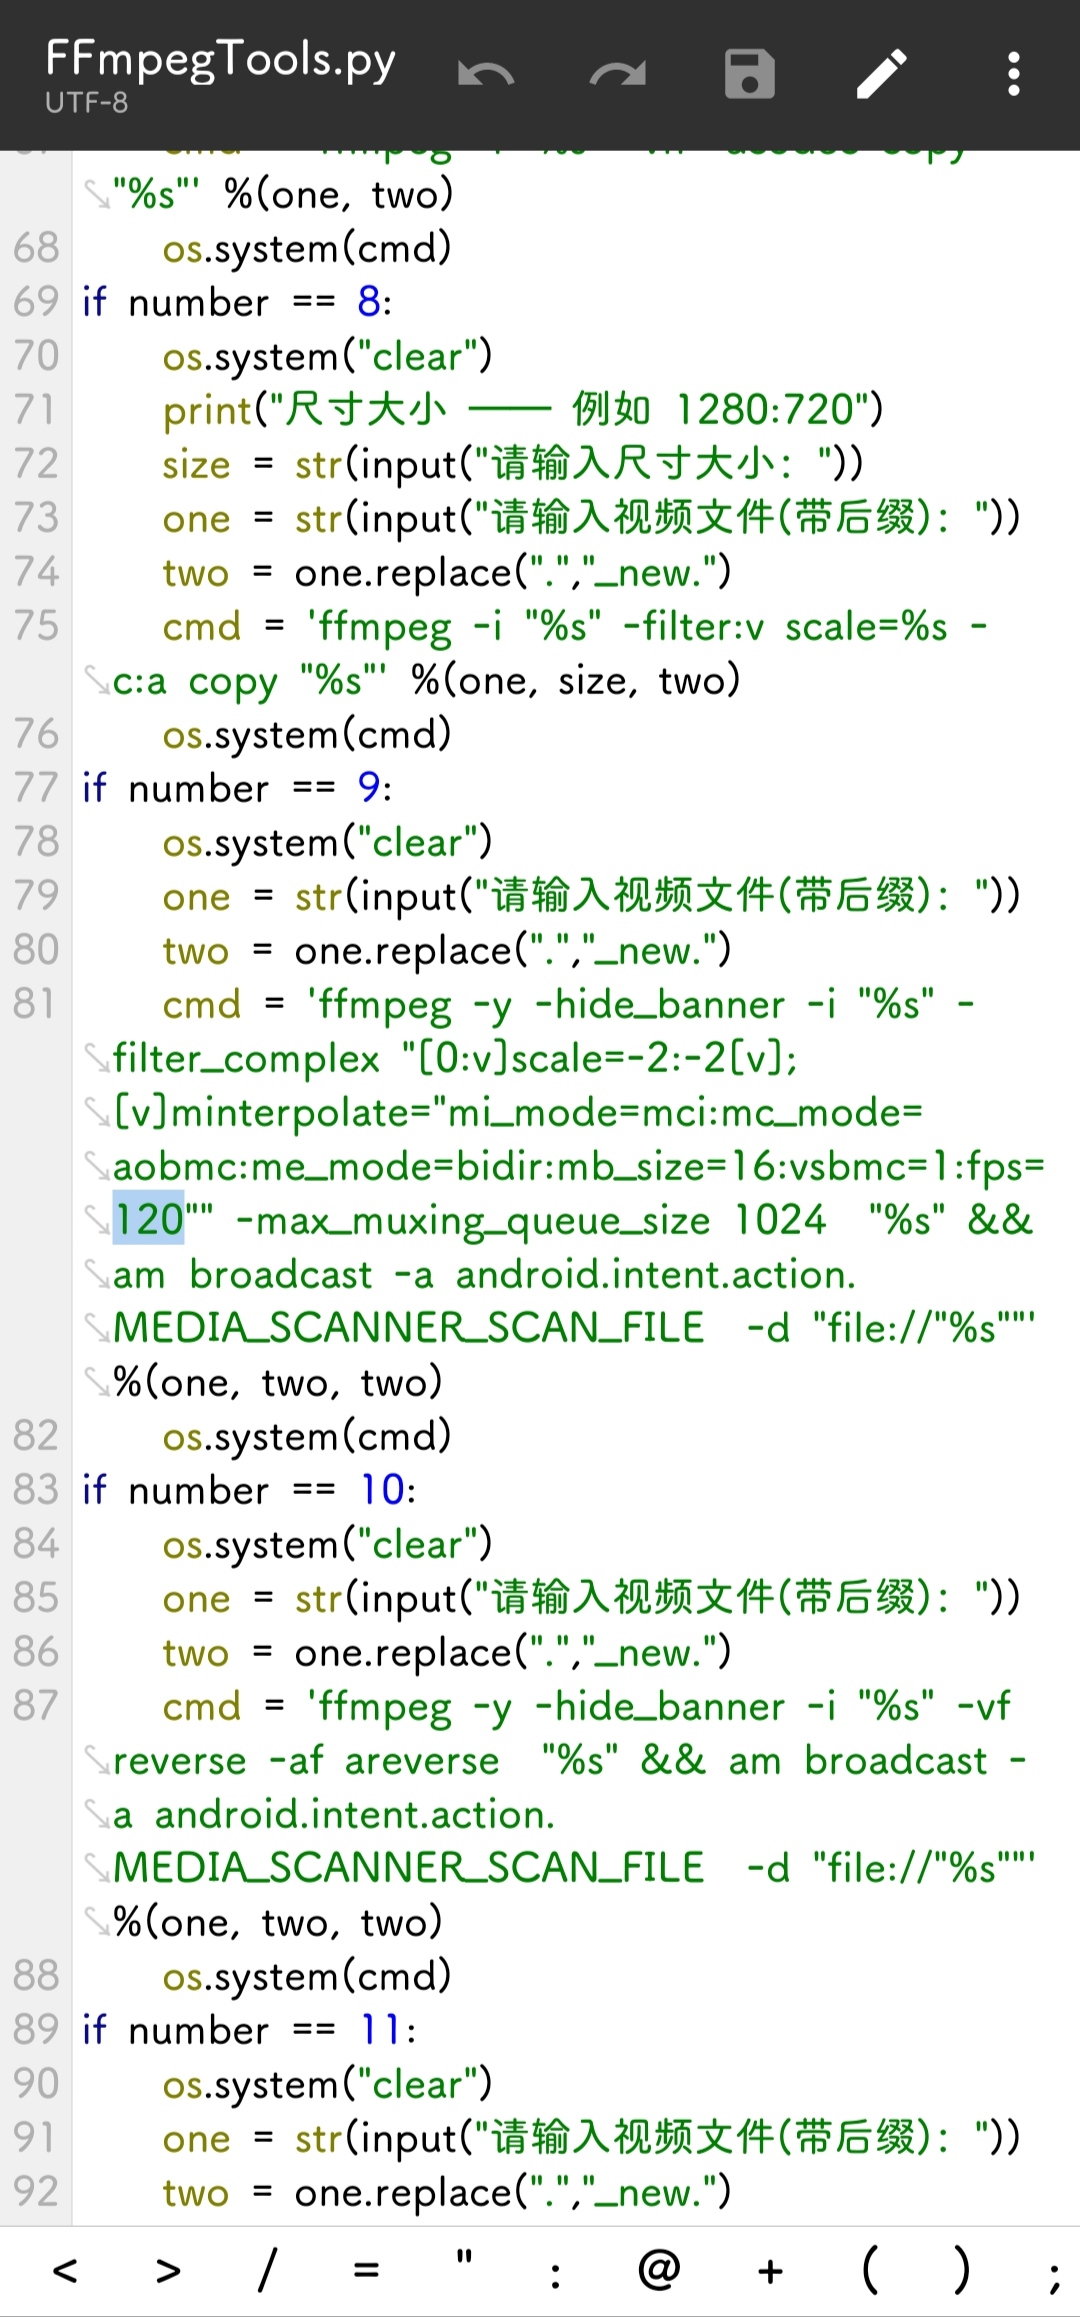 FFmpegTools.py
UTF-8
"%s"' %(one, two)
68 os.system(cmd)
69 if number == 8:
70 os.system("clear")
71 print("尺寸大小 —— 例如 1280:720")
72 size = str(input("请输入尺寸大小: "))
73 one = str(input("请输入视频文件(带后缀): "))
74 two = one.replace(".","_new.")
75 cmd = 'ffmpeg -i "%s" -filter:v scale=%s -
c:a copy "%s"' %(one, size, two)
76 os.system(cmd)
77 if number == 9:
78 os.system("clear")
79 one = str(input("请输入视频文件(带后缀): "))
80 two = one.replace(".","_new.")
81 cmd = 'ffmpeg -y -hide_banner -i "%s" -
filter_complex "[0:v]scale=-2:-2[v];
[v]minterpolate="mi_mode=mci:mc_mode=
aobmc:me_mode=bidir:mb_size=16:vsbmc=1:fps=
120"" -max_muxing_queue_size 1024  "%s" &&
am broadcast -a android.intent.action.
MEDIA_SCANNER_SCAN_FILE  -d "file://"%s""'
%(one, two, two)
82 os.system(cmd)
83 if number == 10:
84 os.system("clear")
85 one = str(input("请输入视频文件(带后缀): "))
86 two = one.replace(".","_new.")
87 cmd = 'ffmpeg -y -hide_banner -i "%s" -vf
reverse -af areverse  "%s" && am broadcast -
a android.intent.action.
MEDIA_SCANNER_SCAN_FILE  -d "file://"%s""'
%(one, two, two)
88 os.system(cmd)
89 if number == 11:
90 os.system("clear")
91 one = str(input("请输入视频文件(带后缀): "))
92 two = one.replace(".","_new.")
< > / = " : @ + ( ) ;